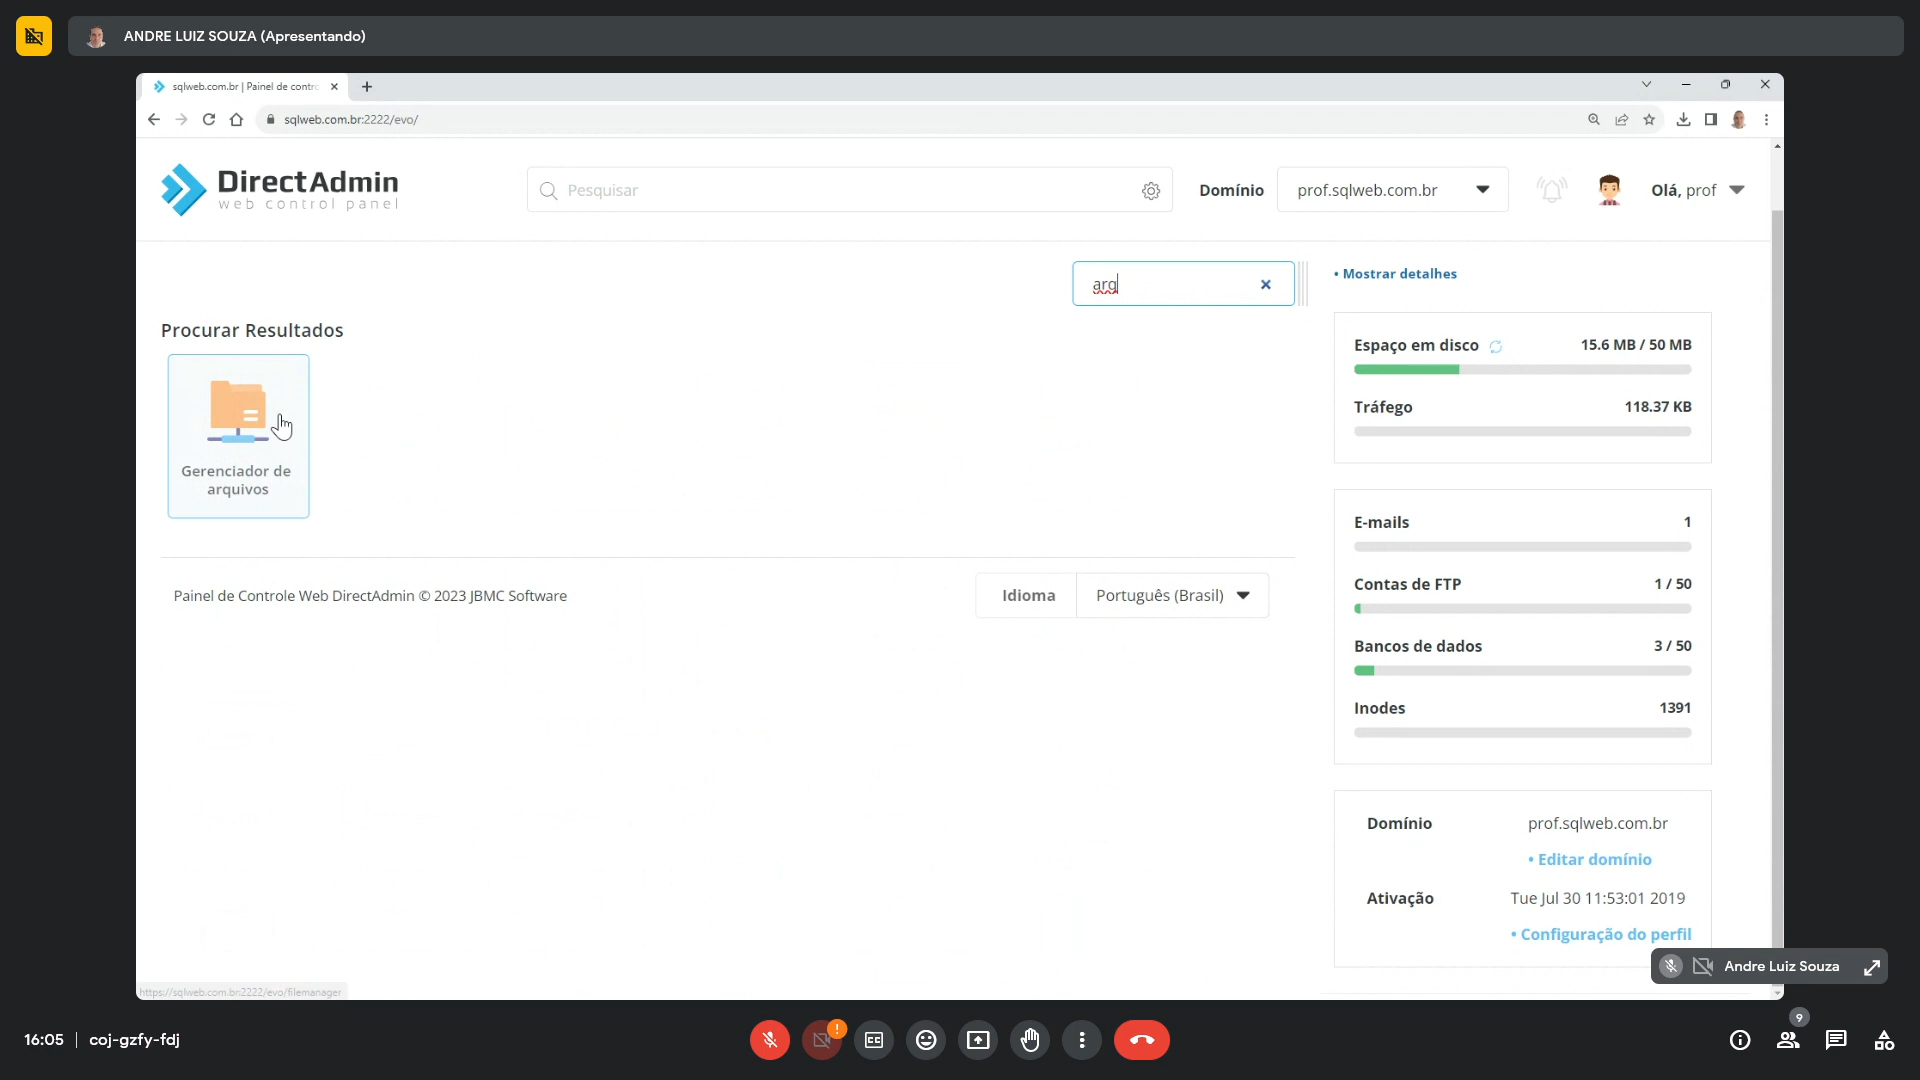 ANDRE LUIZ SOUZA (Apresentando)
sqlweb.com.br | Painel de contro
sqlweb.com.br:2222/evo/
DirectAdmin
web control panel
Pesquisar
Domínio
prof.sqlweb.com.br
Olá, prof
arq
• Mostrar detalhes
Procurar Resultados
Gerenciador de
arquivos
Espaço em disco
15.6 MB / 50 MB
Tráfego
118.37 KB
E-mails
1
Contas de FTP
1 / 50
Bancos de dados
3 / 50
Inodes
1391
Painel de Controle Web DirectAdmin © 2023 JBMC Software
Idioma
Português (Brasil)
Domínio
prof.sqlweb.com.br
• Editar domínio
Ativação
Tue Jul 30 11:53:01 2019
• Configuração do perfil
Andre Luiz Souza
https://sqlweb.com.br:2222/evo/filemanager
16:05
coj-gzfy-fdj
!
9